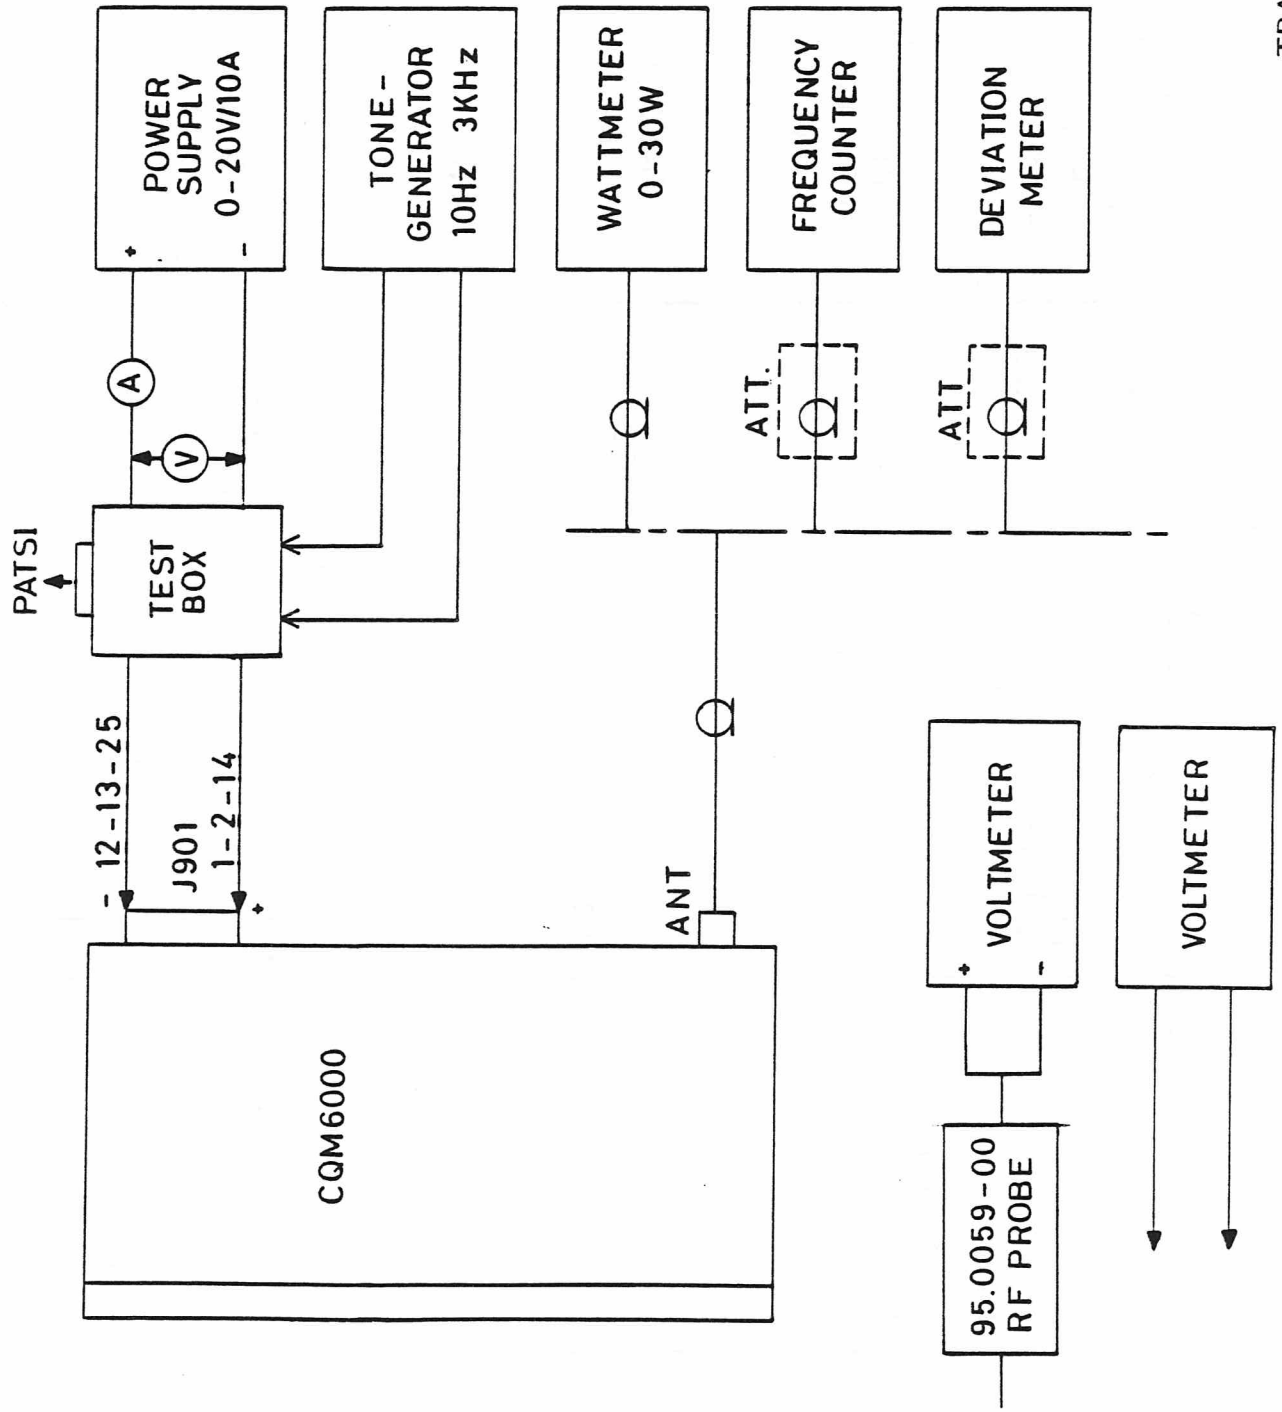 PATSI
TEST
BOX
POWER
SUPPLY
0-20V/10A
+
-
A
V
TONE-
GENERATOR
10Hz 3KHz
WATTMETER
0-30W
FREQUENCY
COUNTER
ATT.
DEVIATION
METER
ATT
- 12-13-25
J901
1-2-14
+
ANT
CQM6000
VOLTMETER
+
-
95.0059-00
RF PROBE
VOLTMETER